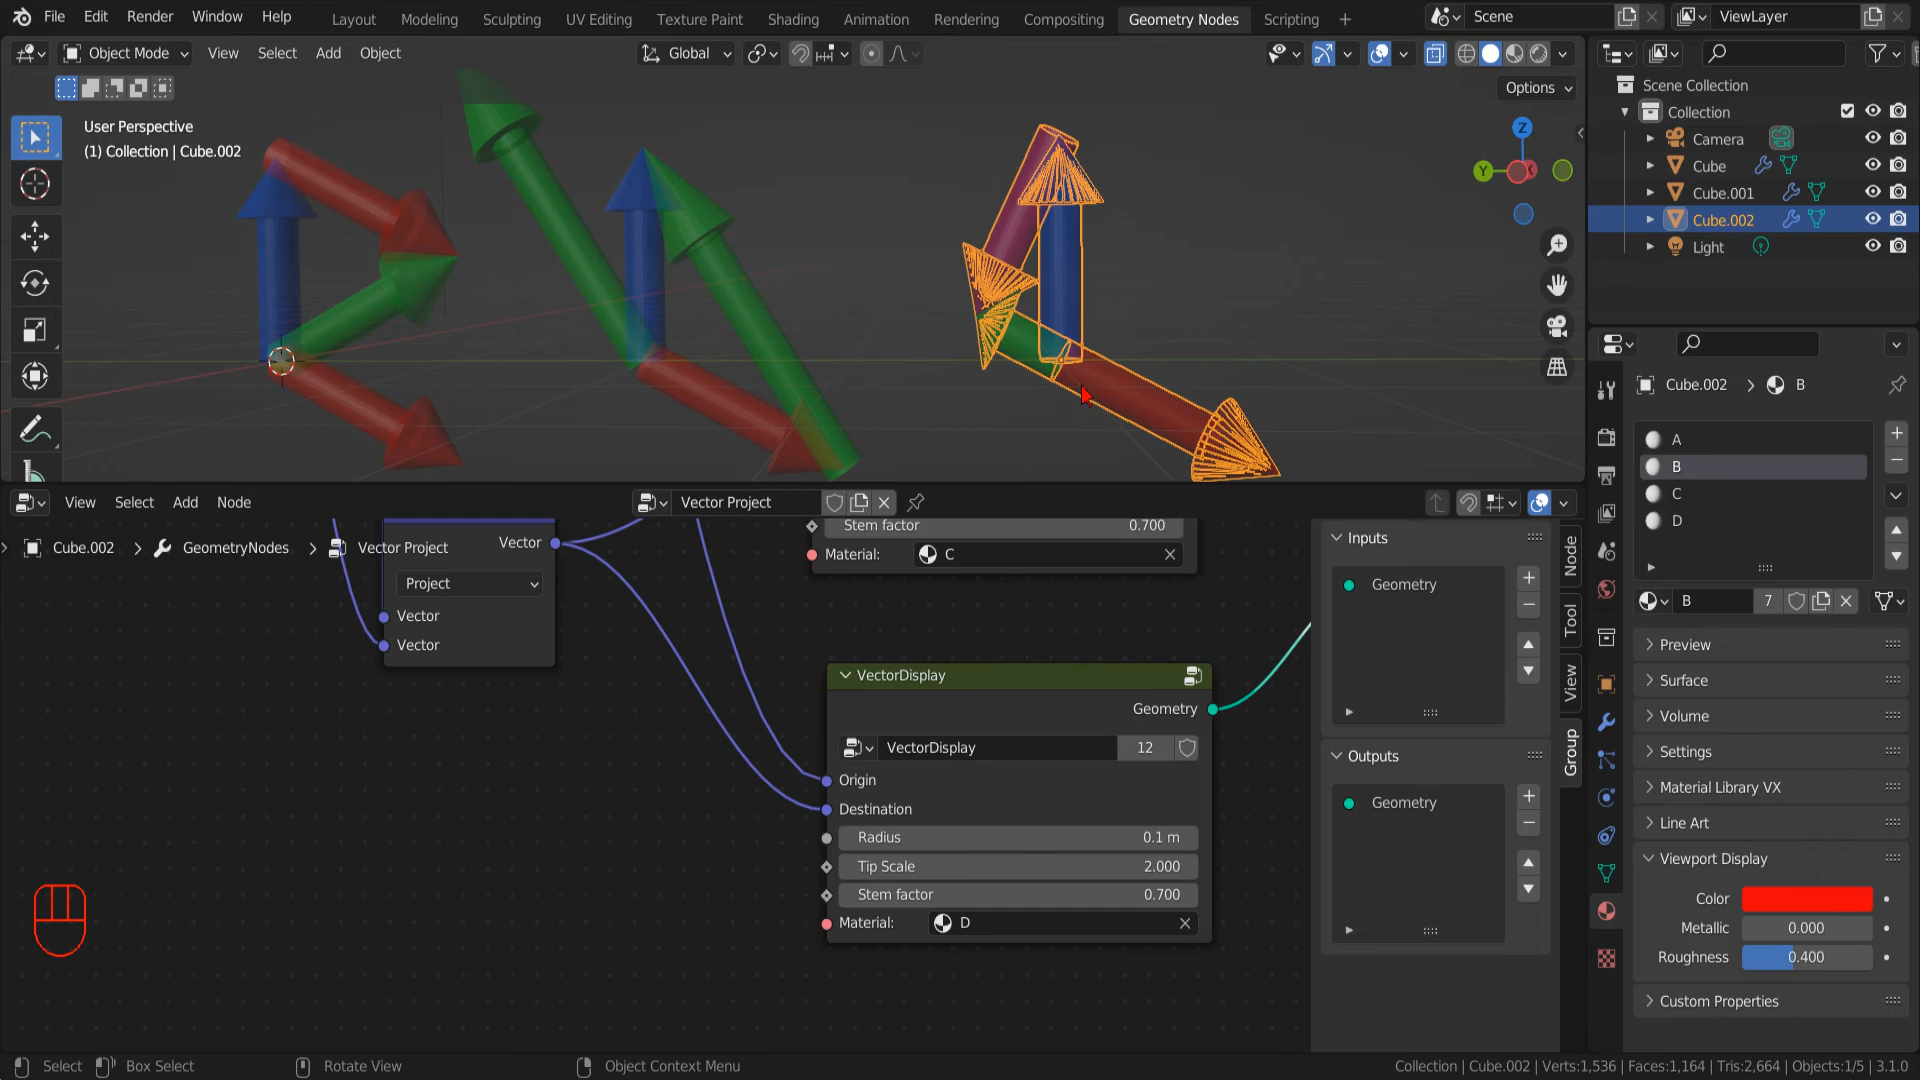 File Edit Render Window Help Layout Modeling Sculpting UV Editing Texture Paint Shading Animation Rendering Compositing Geometry Nodes Scripting + Scene ViewLayer
Object Mode View Select Add Object Global
Options
User Perspective
(1) Collection | Cube.002
Z
Y
Scene Collection
Collection
Camera
Cube
Cube.001
Cube.002
Light
Cube.002 > B
A
B
C
D
B 7
Preview
Surface
Volume
Settings
Material Library VX
Line Art
Viewport Display
Color
Metallic 0.000
Roughness 0.400
Custom Properties
View Select Add Node Vector Project
Cube.002 > GeometryNodes > Vector Project
Vector
Project
Vector
Vector
Stem factor 0.700
Material: C
VectorDisplay
Geometry
VectorDisplay 12
Origin
Destination
Radius 0.1 m
Tip Scale 2.000
Stem factor 0.700
Material: D
Inputs
Geometry
Outputs
Geometry
Node
Tool
View
Group
Select Box Select Rotate View Object Context Menu Collection | Cube.002 | Verts:1,536 | Faces:1,164 | Tris:2,664 | Objects:1/5 | 3.1.0